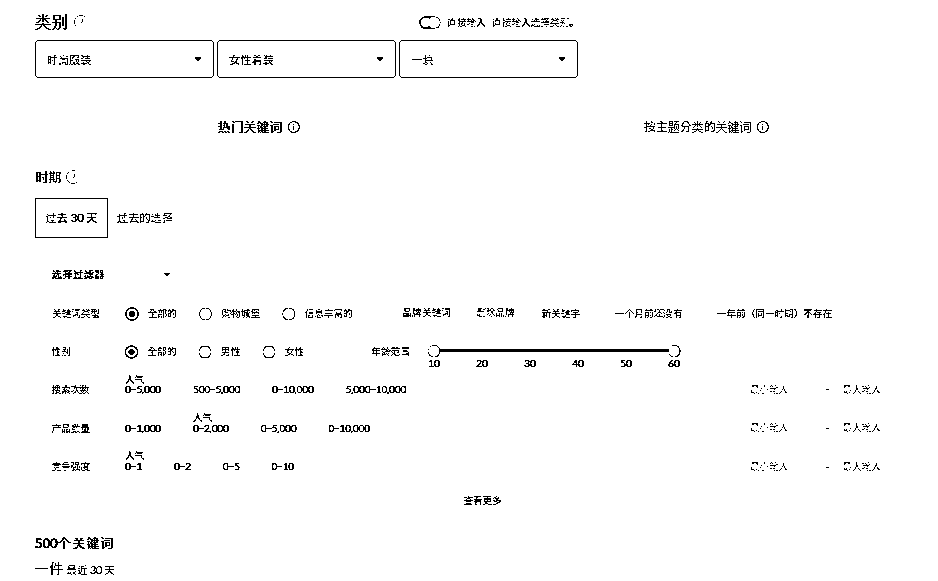 类别 直接输入 直接输入选择类别。
时尚服装 女性着装 一块
热门关键词 按主题分类的关键词
时期
过去 30 天 过去的选择
选择过滤器
关键词类型 全部的 购物城堡 信息丰富的 品牌关键词 删除品牌 新关键字 一个月前还没有 一年前（同一时期）不存在
性别 全部的 男性 女性 年龄范围
10 20 30 40 50 60
人气
搜索次数 0-5,000 500-5,000 0-10,000 5,000-10,000 最小输入 - 最大输入
人气
产品数量 0-1,000 0-2,000 0-5,000 0-10,000 最小输入 - 最大输入
人气
竞争强度 0-1 0-2 0-5 0-10 最小输入 - 最大输入
查看更多
500个关键词
一件 最近 30 天